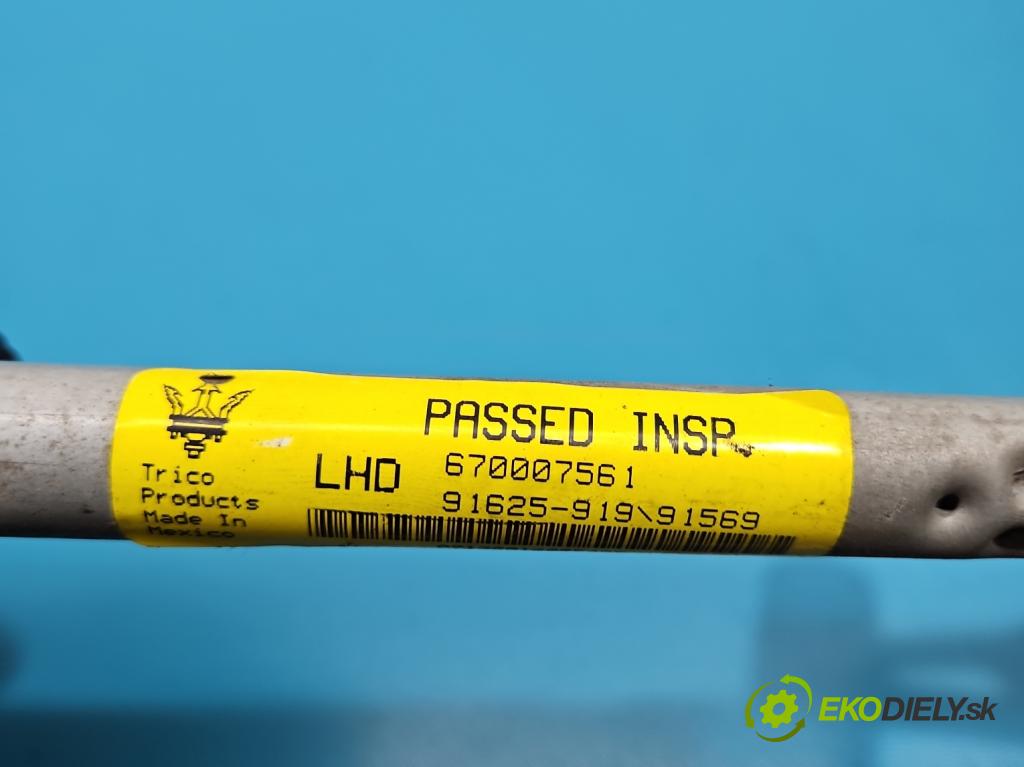 PASSED INSP.
LHD 670007561
91625-919\91569
Trico
Products
Made In
Mexico
EKODIELY.sk